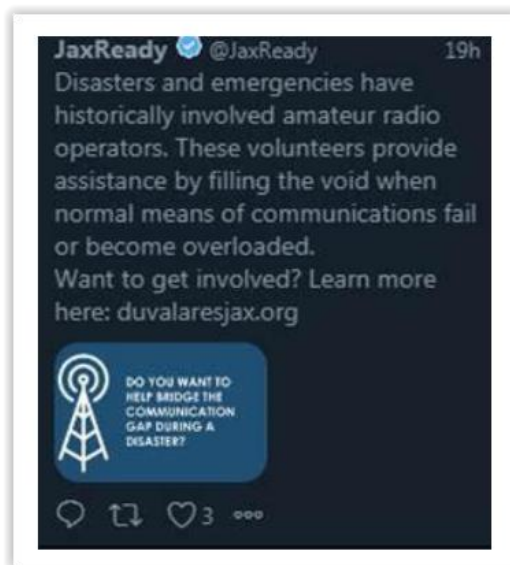 JaxReady @JaxReady 19h
Disasters and emergencies have
historically involved amateur radio
operators. These volunteers provide
assistance by filling the void when
normal means of communications fail
or become overloaded.
Want to get involved? Learn more
here: duvalaresjax.org
DO YOU WANT TO
HELP BRIDGE THE
COMMUNICATION
GAP DURING A
DISASTER?
3